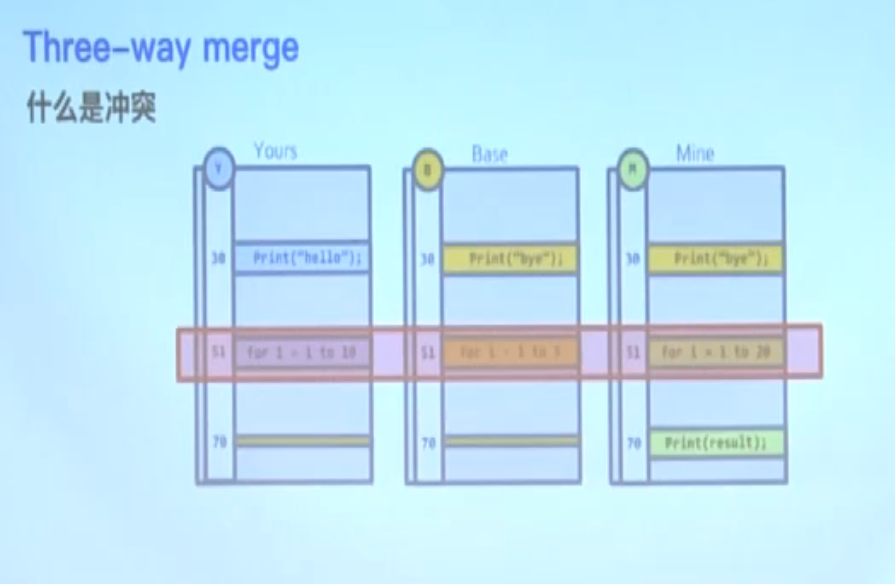 Three-way merge
什么是冲突
Yours Base Mine
Y B M
30 Print("hello"); 30 Print("bye"); 30 Print("bye");
51 for i = 1 to 10 51 for i = 1 to 5 51 for i = 1 to 20
70 70 70 Print(result);